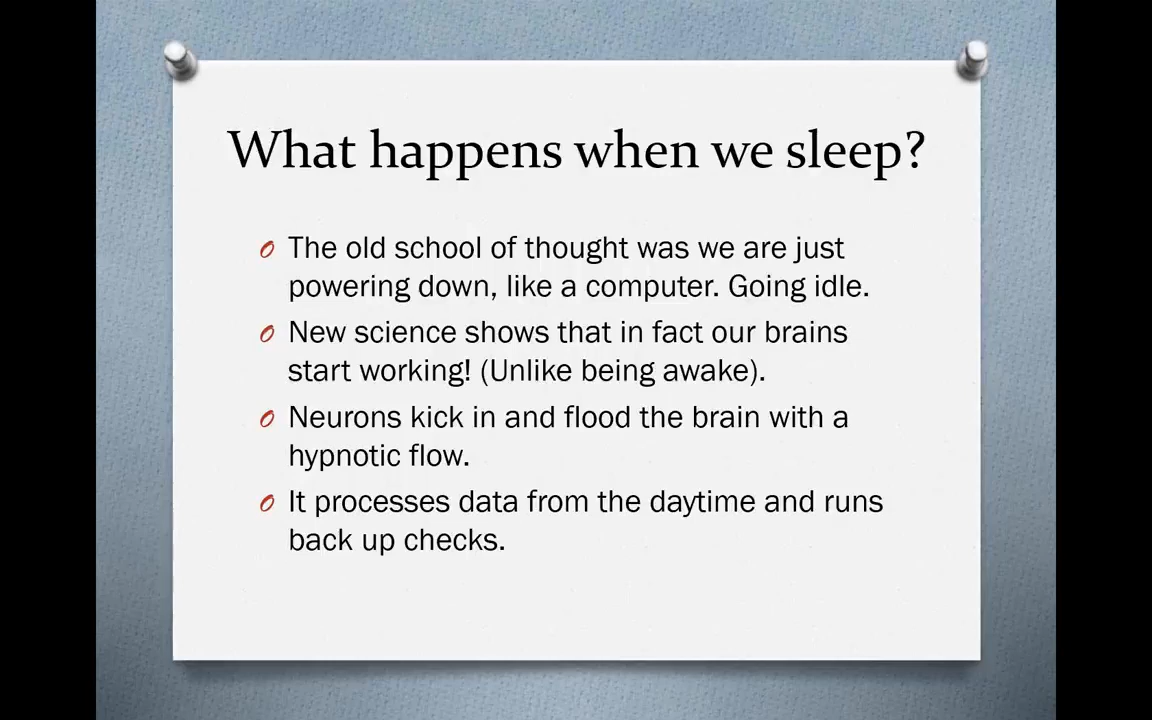 What happens when we sleep?
The old school of thought was we are just
powering down, like a computer. Going idle.
New science shows that in fact our brains
start working! (Unlike being awake).
Neurons kick in and flood the brain with a
hypnotic flow.
It processes data from the daytime and runs
back up checks.